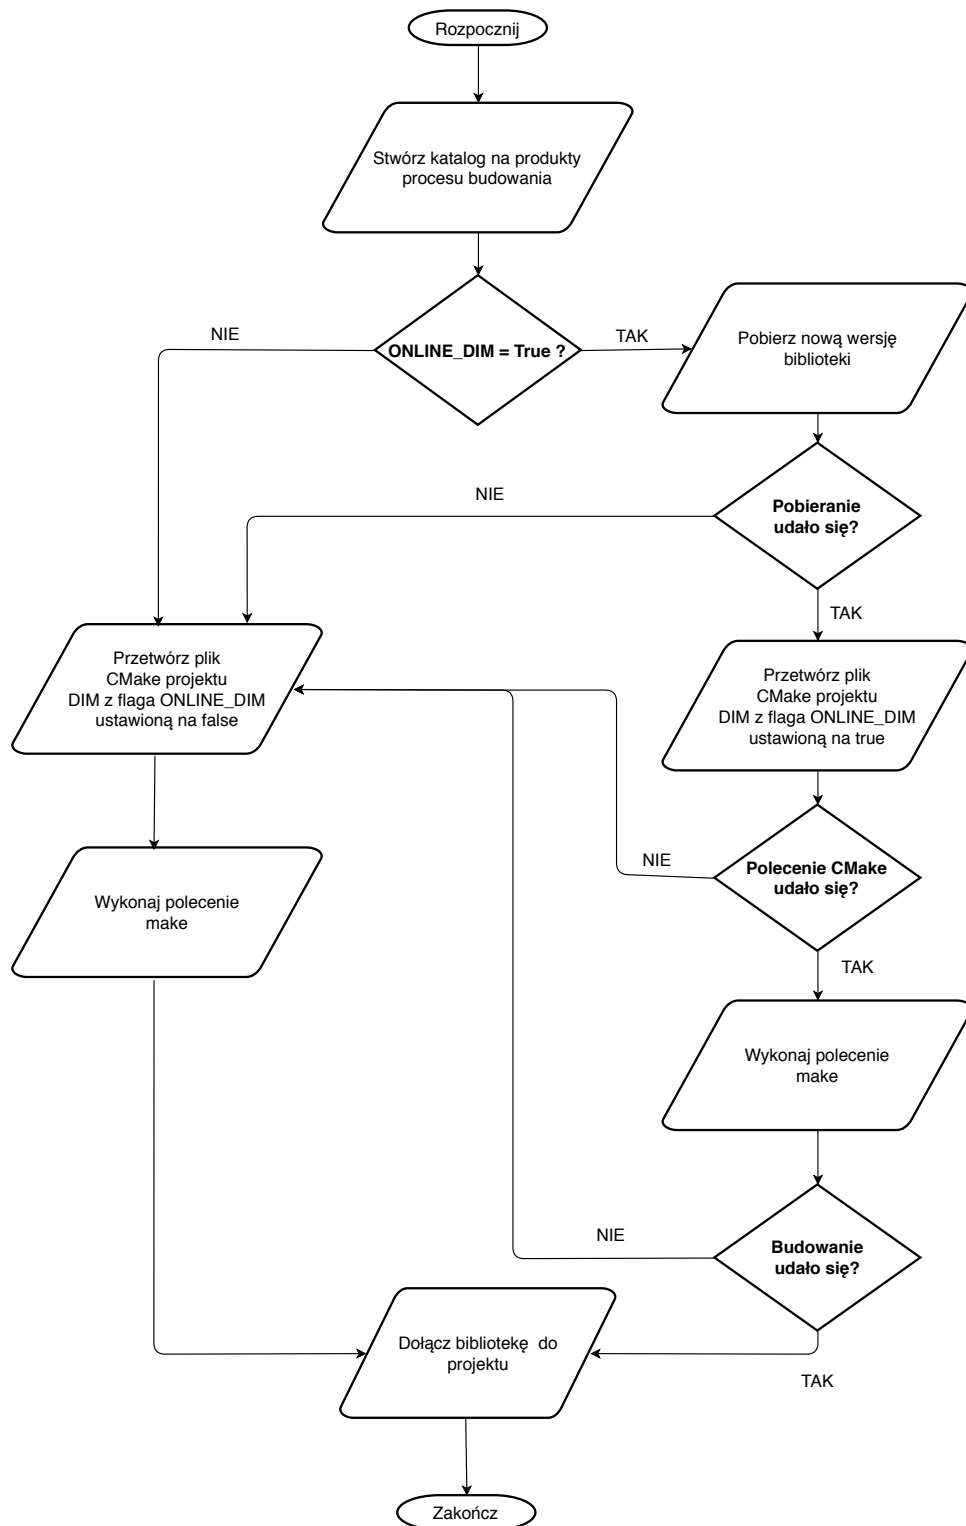 Rozpocznij
Stwórz katalog na produkty
procesu budowania
ONLINE_DIM = True ?
NIE
TAK
Pobierz nową wersję
biblioteki
Pobieranie
udało się?
NIE
TAK
Przetwórz plik
CMake projektu
DIM z flaga ONLINE_DIM
ustawioną na false
Przetwórz plik
CMake projektu
DIM z flaga ONLINE_DIM
ustawioną na true
Polecenie CMake
udało się?
NIE
TAK
Wykonaj polecenie
make
Wykonaj polecenie
make
Budowanie
udało się?
NIE
TAK
Dołącz bibliotekę  do
projektu
Zakończ